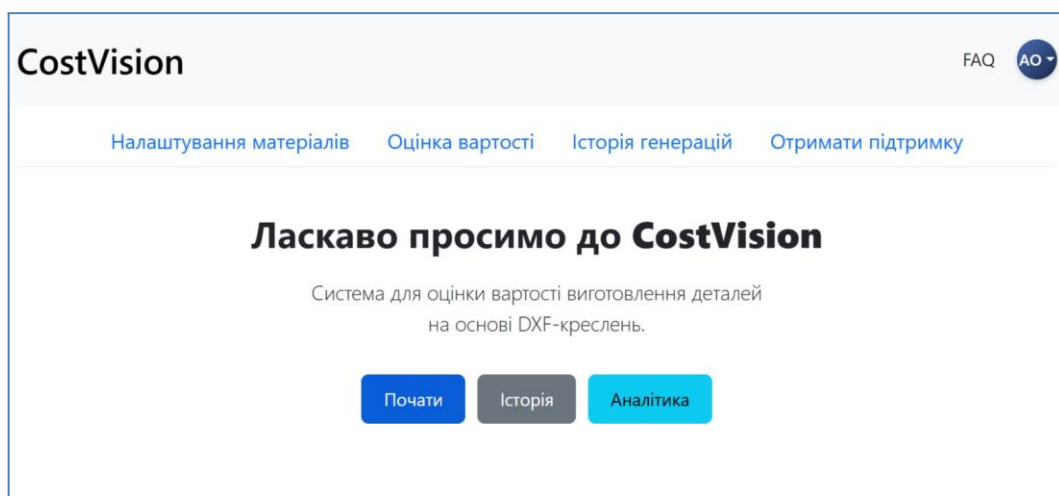 CostVision
FAQ
AO
Налаштування матеріалів Оцінка вартості Історія генерацій Отримати підтримку
Ласкаво просимо до CostVision
Система для оцінки вартості виготовлення деталей
на основі DXF-креслень.
Почати Історія Аналітика